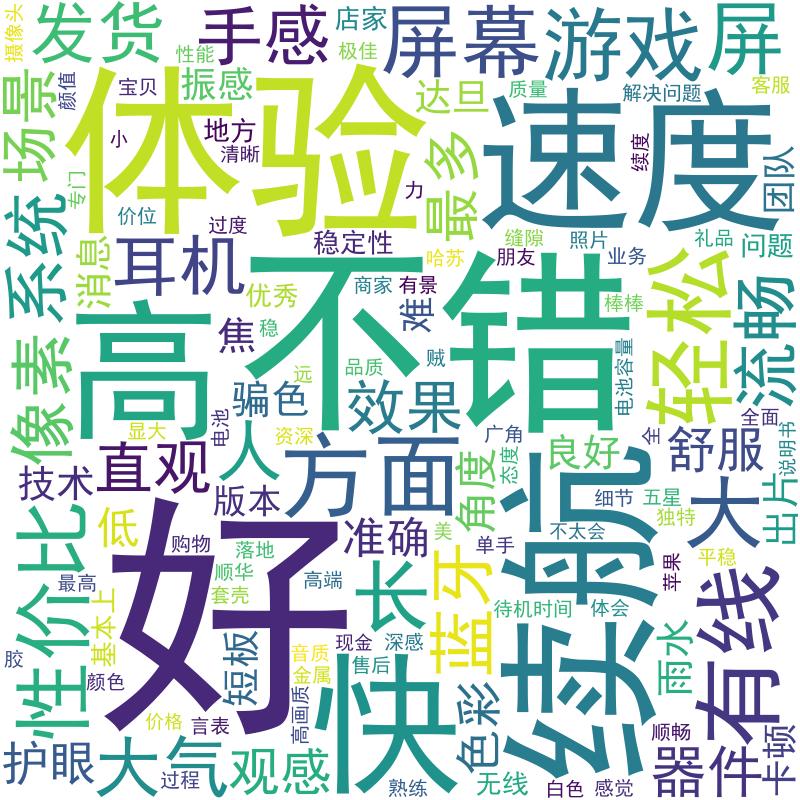 摄像头
发货
手感
店家
屏幕
游戏
屏
性能
极佳
颜值
宝贝
振感
达旦
质量
解决问题
客服
场景
体验
速度
小
地方
清晰
最多
续度
团队
专门
力
价位
过度
稳定性
缝隙
照片
礼品
问题
系统
消息
耳机
哈苏
朋友
业务
优秀
商家
有景
难
不错
轻松
棒棒
流畅
高
焦
稳
像素
品质
贼
电池容量
远
骗色
效果
全面
显大
电池
资深
人
广角
全
说明书
直观
方面
良好
舒服
技术
版本
角度
态度
续航
细节
五星
大
出片
独特
性价比
低
好
购物
准确
美
单手
不太会
落地
平稳
最高
顺华
高端
长
蓝牙
苹果
有线
基本上
套壳
待机时间
体会
胶
短板
现金
深感
雨水
颜色
音质
售后
金属
快
色彩
价格
言表
高画质
顺畅
卡顿
护眼
大气
观感
器件
过程
熟练
无线
白色
感觉